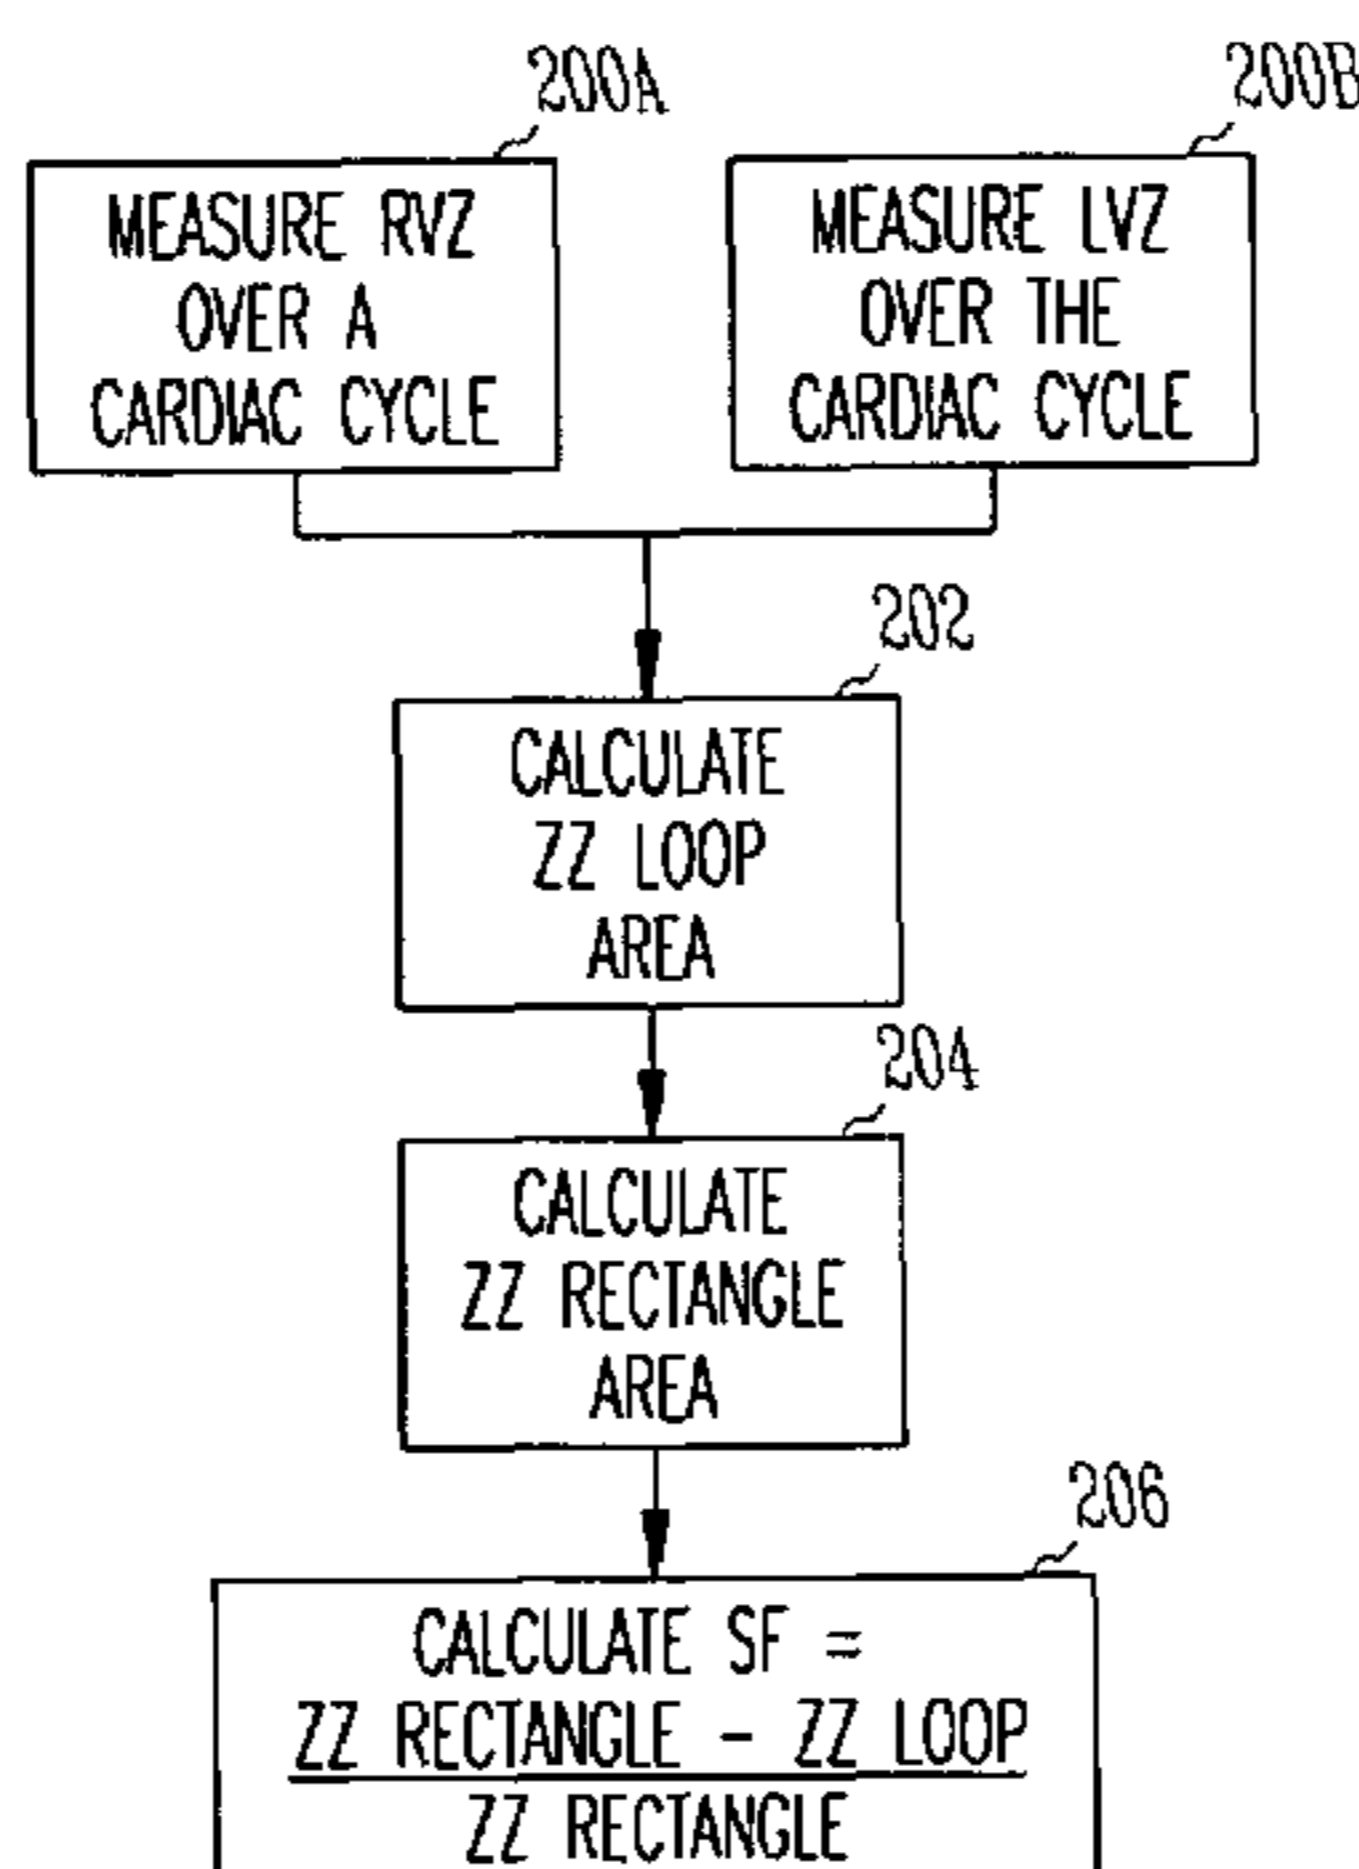 200A
MEASURE RVZ
OVER A
CARDIAC CYCLE
200B
MEASURE LVZ
OVER THE
CARDIAC CYCLE
202
CALCULATE
ZZ LOOP
AREA
204
CALCULATE
ZZ RECTANGLE
AREA
206
CALCULATE SF =
ZZ RECTANGLE - ZZ LOOP
ZZ RECTANGLE